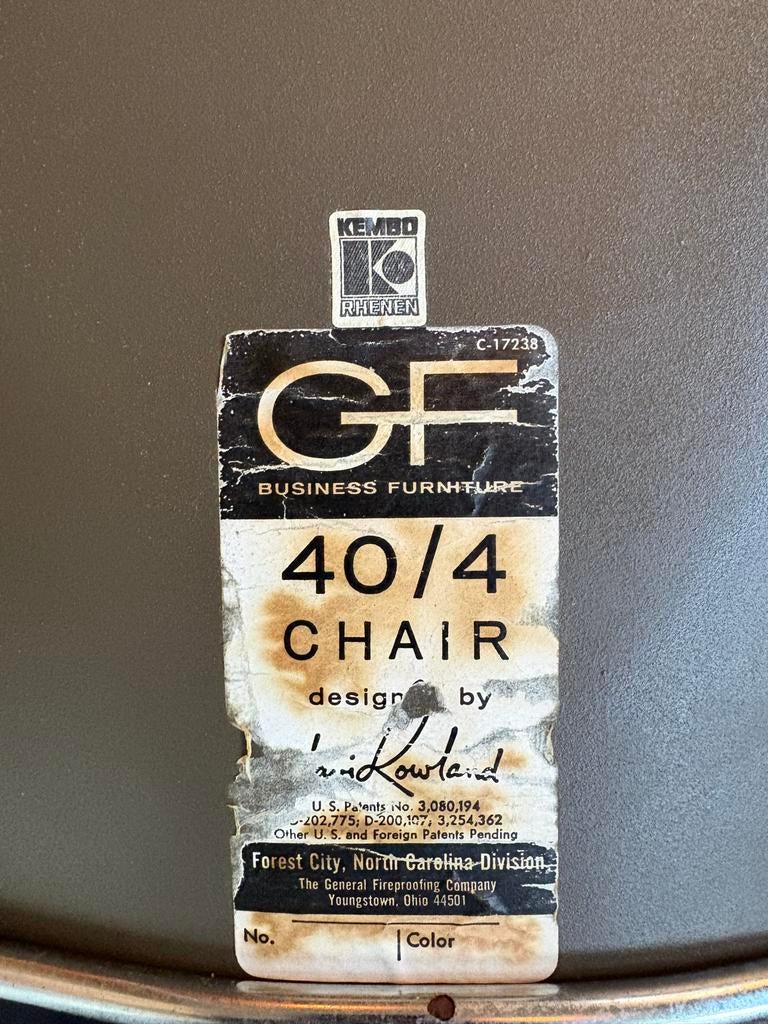 KEMBO
RHENEN
C-17238
GF
BUSINESS FURNITURE
40/4
CHAIR
by
Rowland
U. S. Patents No. 3,080,194
-202,775; D-200,107; 3,254,362
Other U. S. and Foreign Patents Pending
Forest City, North Carolina Division
The General Fireproofing Company
Youngstown, Ohio 44501
No.
Color